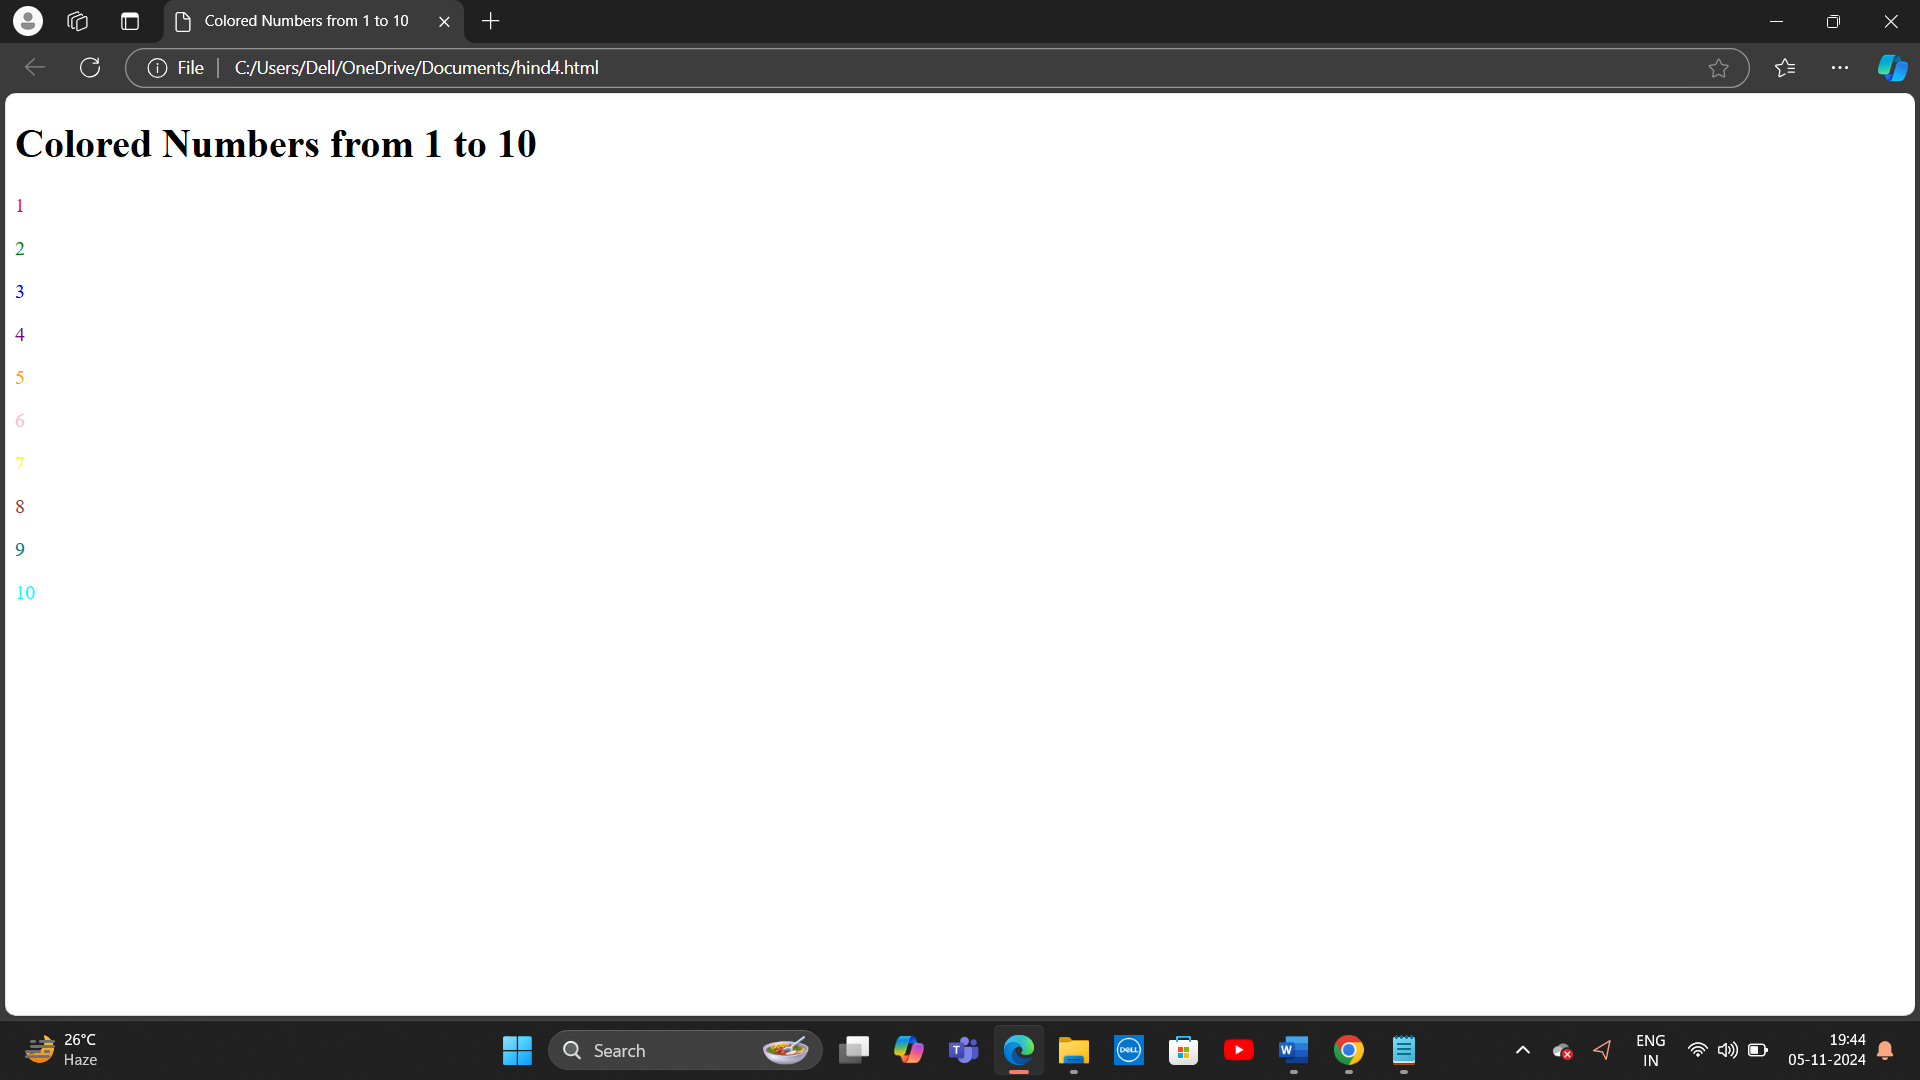 Colored Numbers from 1 to 10
File
C:/Users/Dell/OneDrive/Documents/hind4.html
Colored Numbers from 1 to 10
1
2
3
4
5
6
7
8
9
10
26°C
Haze
Search
T
DELL
W
ENG
IN
19:44
05-11-2024